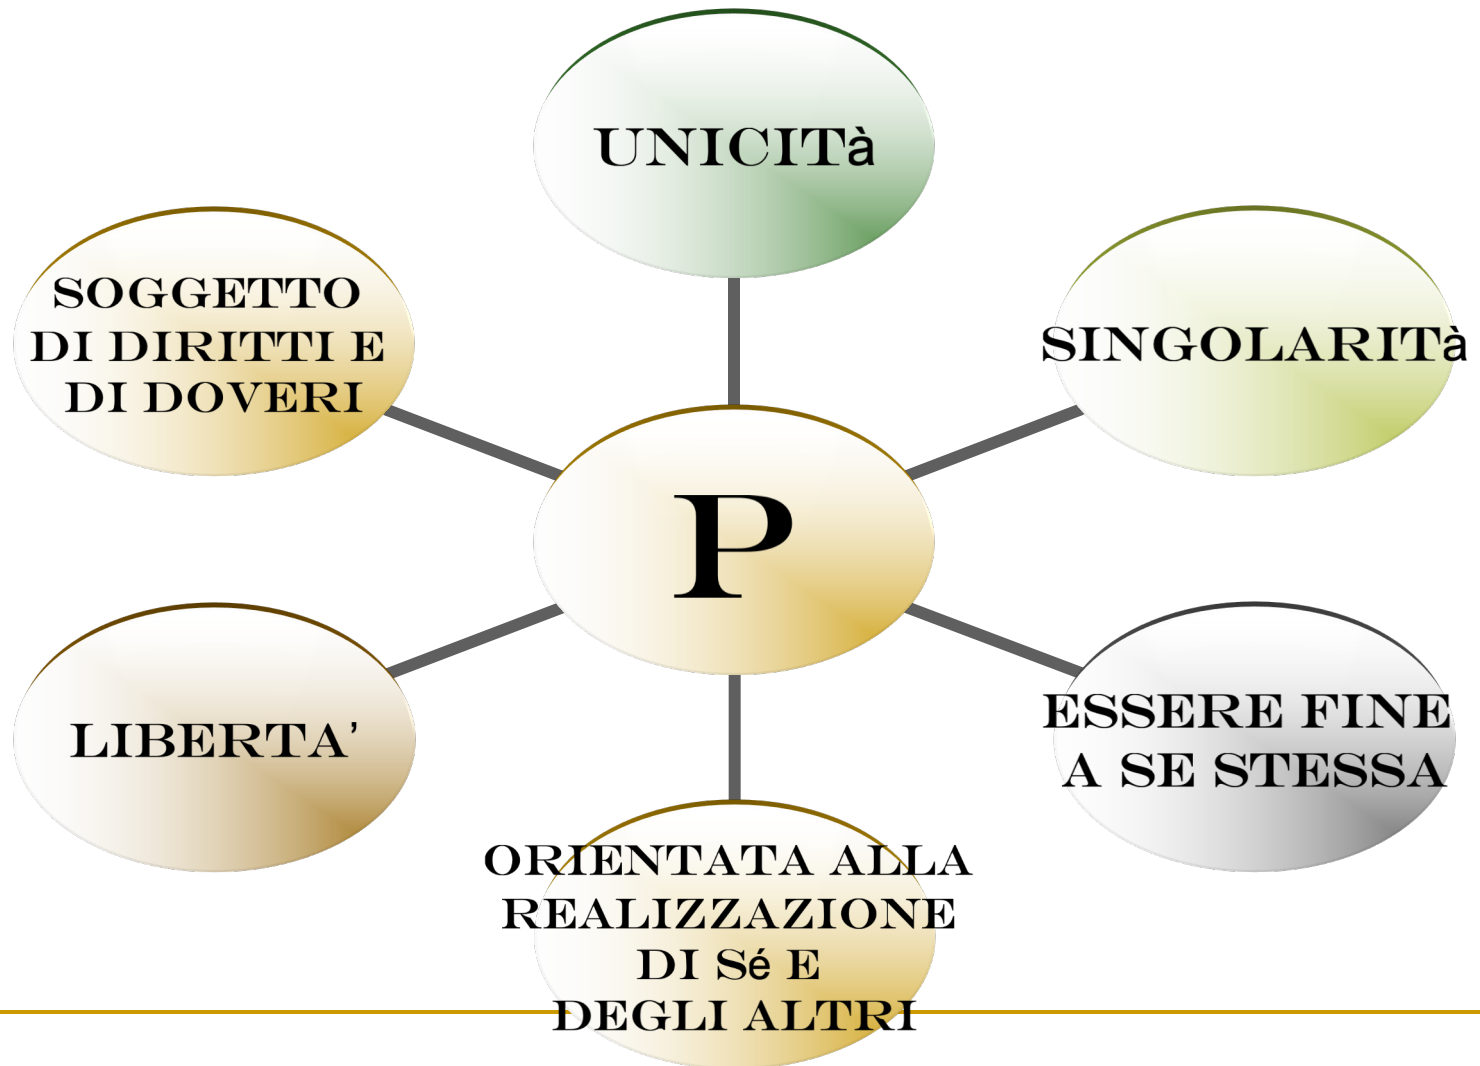 UNICITà
SOGGETTO
DI DIRITTI E
DI DOVERI
SINGOLARITà
P
LIBERTA’
ESSERE FINE
A SE STESSA
ORIENTATA ALLA
REALIZZAZIONE
DI Sé E
DEGLI ALTRI